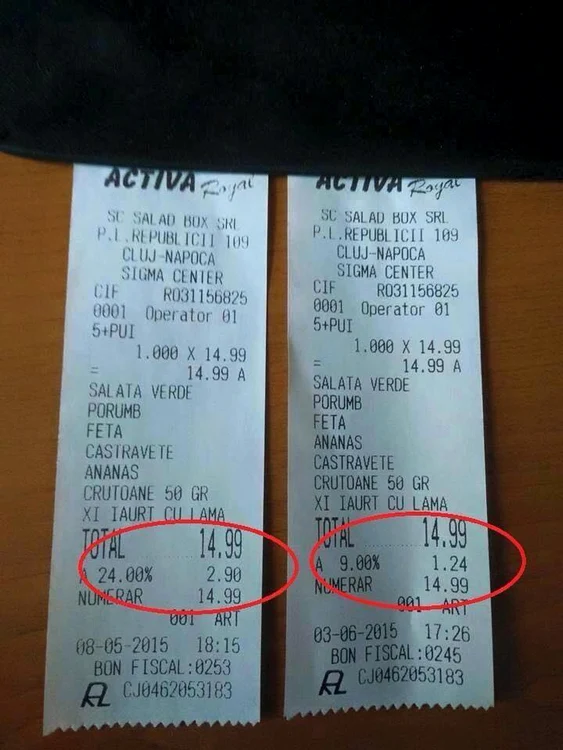 ACTIVA Royal
SC SALAD BOX SRL
P.L.REPUBLICII 109
CLUJ-NAPOCA
SIGMA CENTER
CIF RO31156825
0001 Operator 01
5+PUI
1.000 X 14.99
= 14.99 A
SALATA VERDE
PORUMB
FETA
CASTRAVETE
ANANAS
CRUTOANE 50 GR
XI IAURT CU LAMA
TOTAL 14.99
A 24.00% 2.90
NUMERAR 14.99
001 ART
08-05-2015 18:15
BON FISCAL:0253
CJ0462053183
ACTIVA Royal
SC SALAD BOX SRL
P.L.REPUBLICII 109
CLUJ-NAPOCA
SIGMA CENTER
CIF RO31156825
0001 Operator 01
5+PUI
1.000 X 14.99
= 14.99 A
SALATA VERDE
PORUMB
FETA
ANANAS
CASTRAVETE
CRUTOANE 50 GR
XI IAURT CU LAMA
TOTAL 14.99
A 9.00% 1.24
NUMERAR 14.99
001 ART
03-06-2015 17:26
BON FISCAL:0245
CJ0462053183